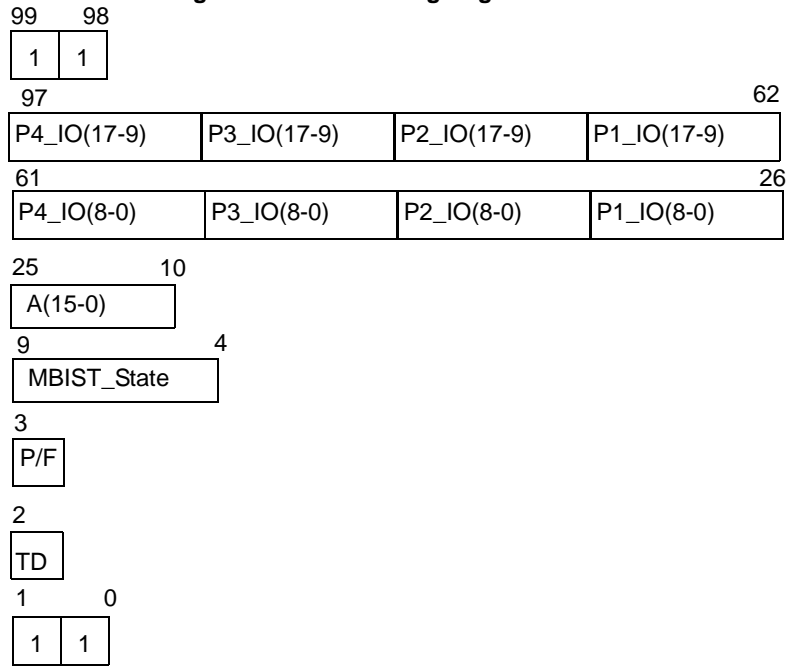 99 98
1 1
97 62
P4_IO(17-9) P3_IO(17-9) P2_IO(17-9) P1_IO(17-9)
61 26
P4_IO(8-0) P3_IO(8-0) P2_IO(8-0) P1_IO(8-0)
25 10
A(15-0)
9 4
MBIST_State
3
P/F
2
TD
1 0
1 1